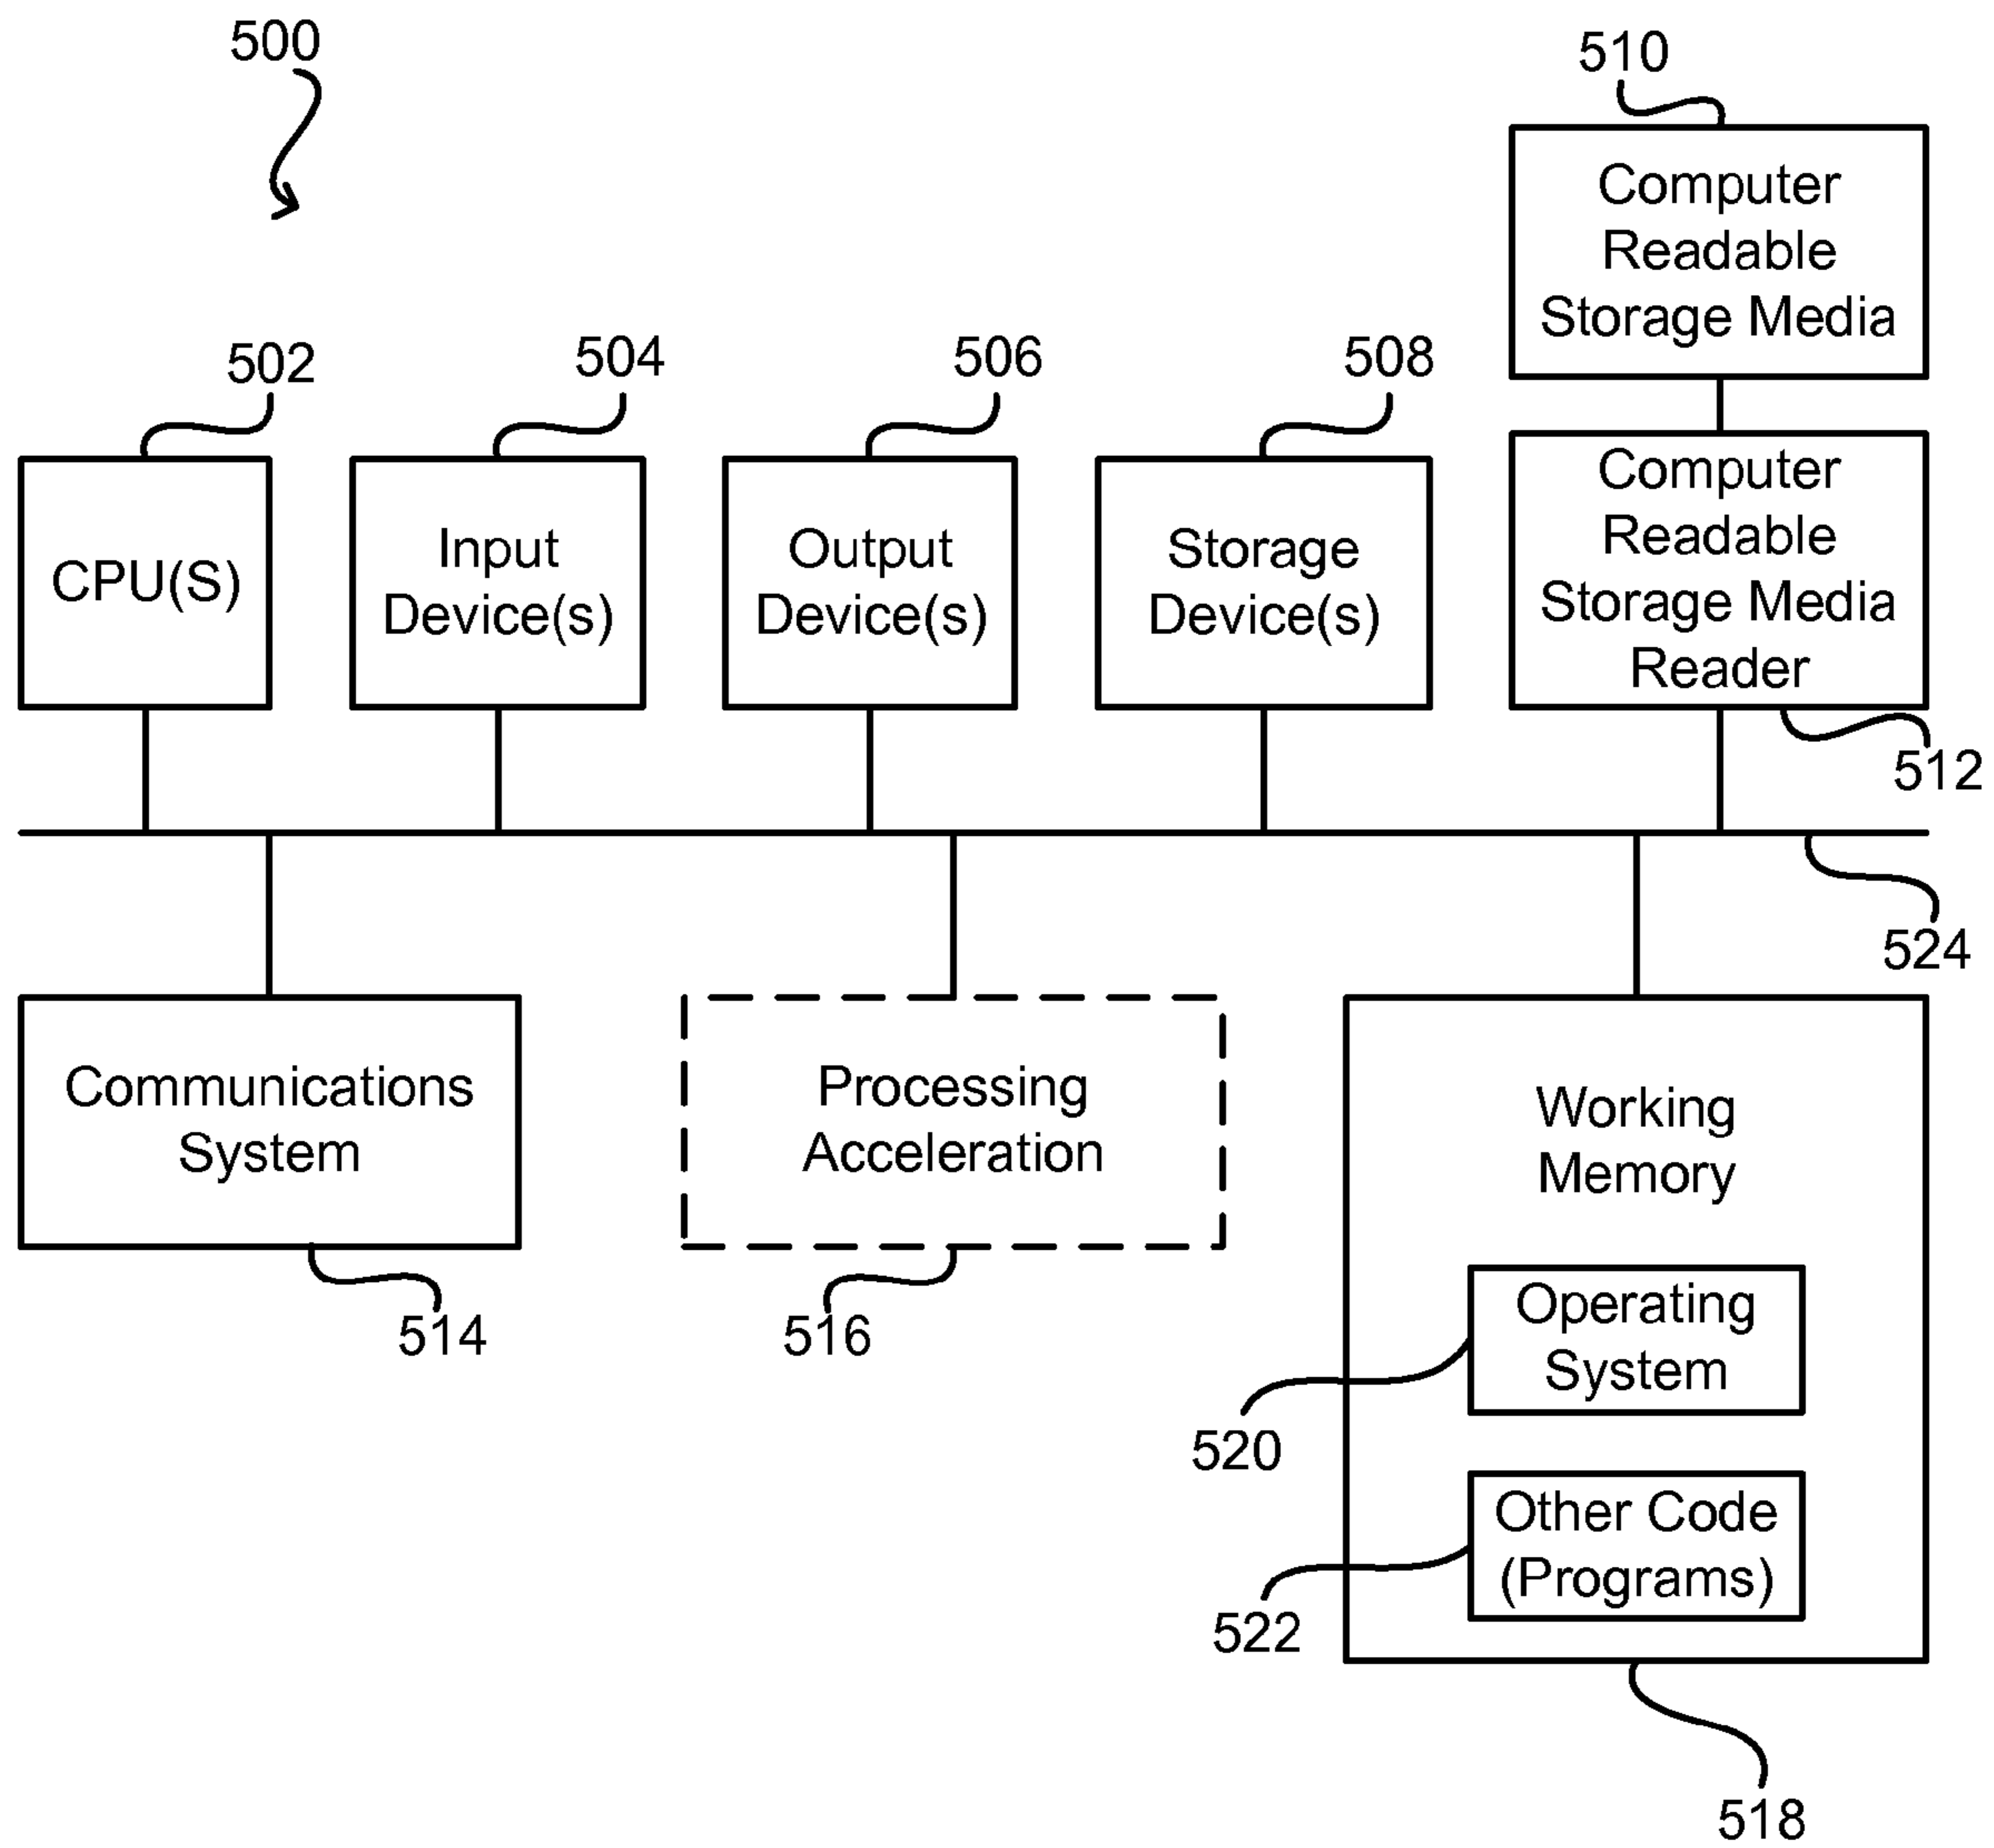 500
510
Computer
Readable
Storage Media
502
504
506
508
CPU(S)
Input
Device(s)
Output
Device(s)
Storage
Device(s)
Computer
Readable
Storage Media
Reader
512
524
Communications
System
514
Processing
Acceleration
516
Working
Memory
Operating
System
520
Other Code
(Programs)
522
518